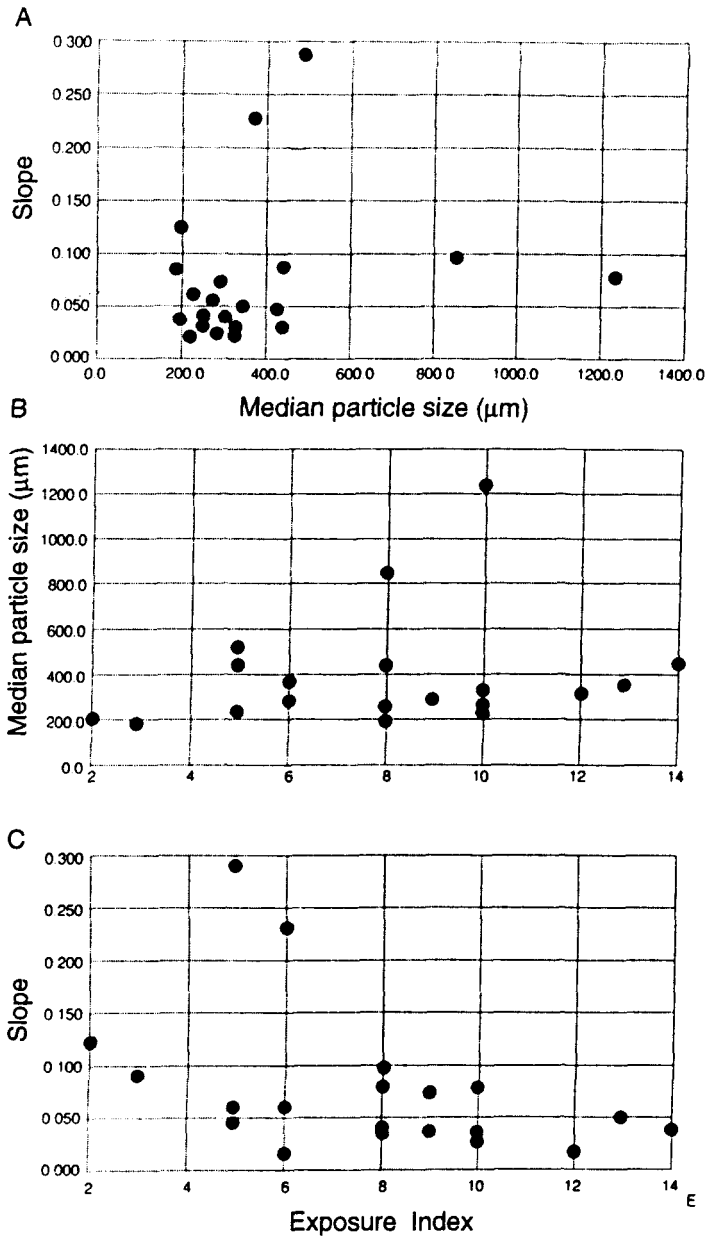 A
0 300
0.250
0.200
0.150
0.100
0.050
0 000
Slope
0.0 200.0 400.0 600 0 800 0 1000.0 1200.0 1400.0
Median particle size (μm)
B
1400.0
1200.0
1000.0
800.0
600.0
400.0
200.0
0 0
Median particle size (μm)
2 4 6 8 10 12 14
C
0.300
0 250
0 200
0.150
0.100
0.050
0 000
Slope
2 4 6 8 10 12 14
E
Exposure Index